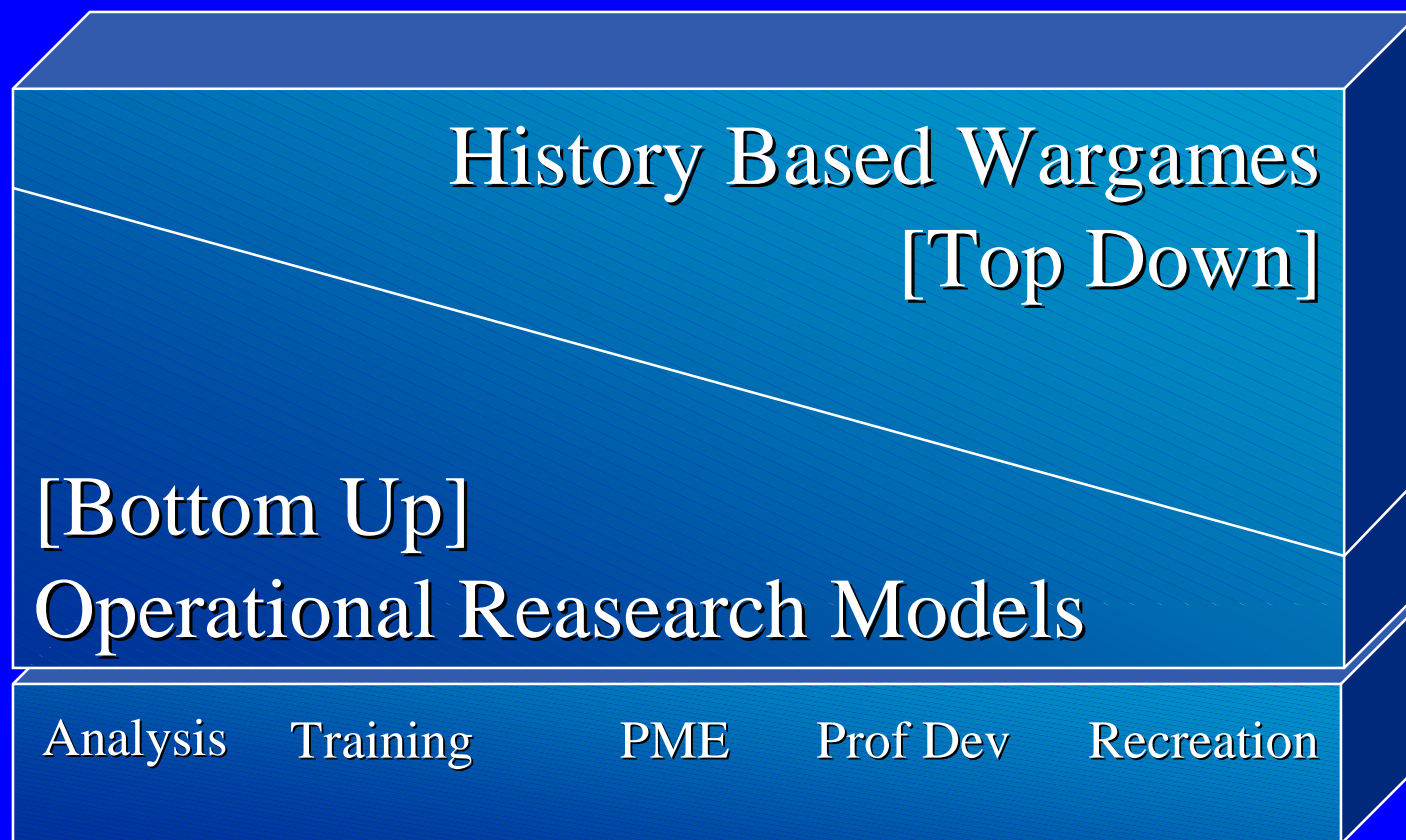 History Based Wargames
[Top Down]
[Bottom Up]
Operational Reasearch Models
Analysis Training PME Prof Dev Recreation